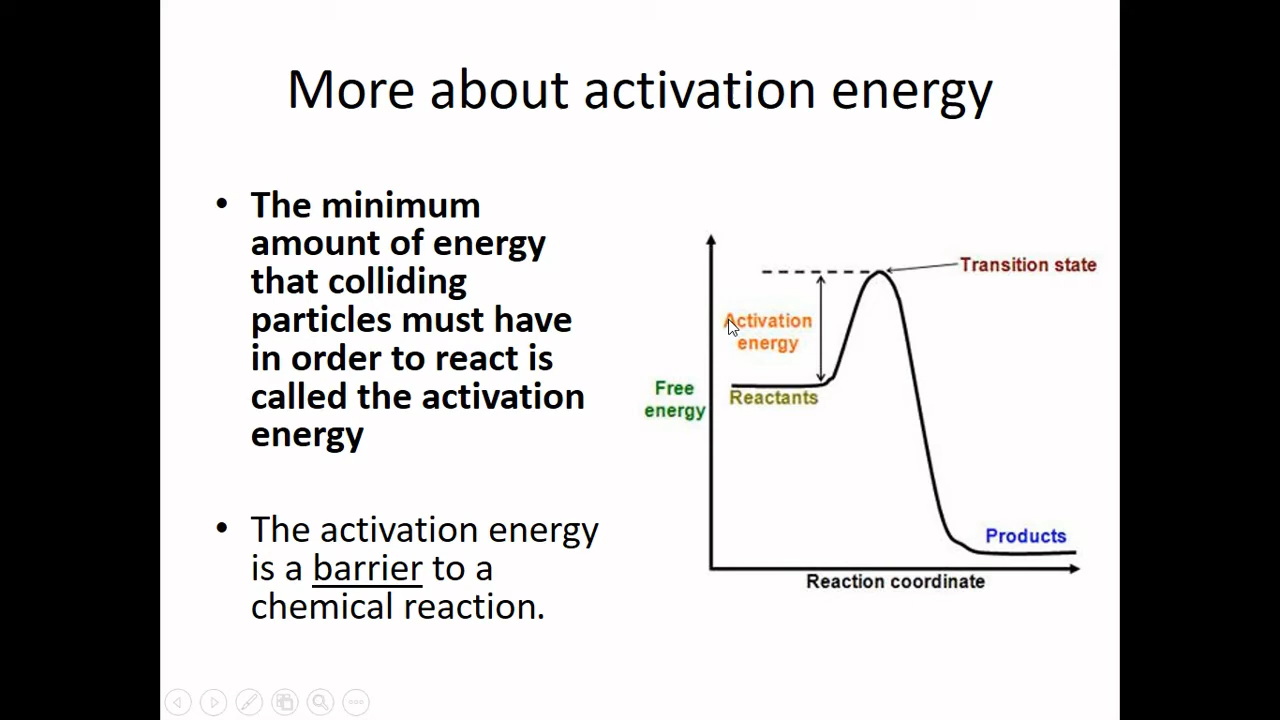 More about activation energy
• The minimum
amount of energy
that colliding
particles must have
in order to react is
called the activation
energy
• The activation energy
is a barrier to a
chemical reaction.
Transition state
Activation
energy
Free
energy
Reactants
Products
Reaction coordinate